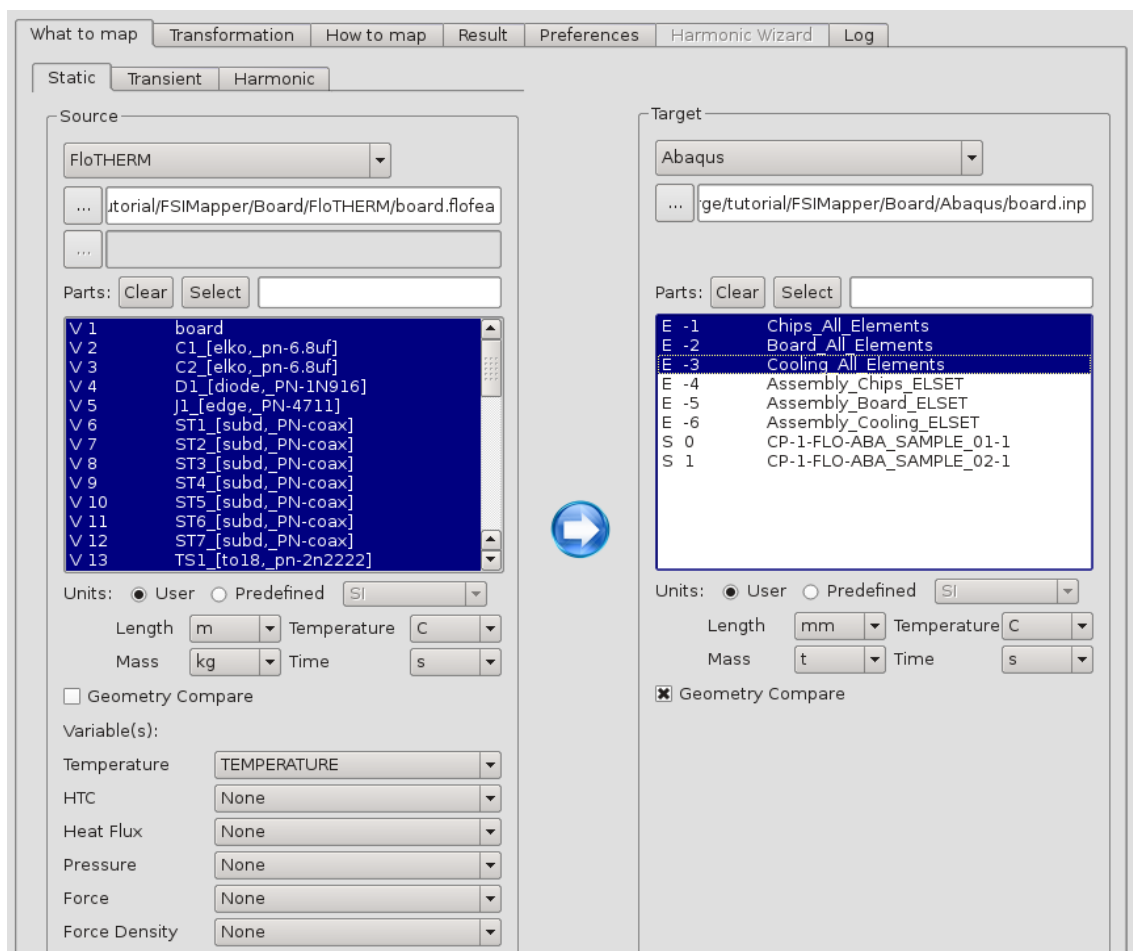 What to map Transformation How to map Result Preferences Harmonic Wizard Log
Static Transient Harmonic
Source
FloTHERM
... utorial/FSIMapper/Board/FloTHERM/board.flofea
...
Parts: Clear Select
V 1 board
V 2 C1_[elko,_pn-6.8uf]
V 3 C2_[elko,_pn-6.8uf]
V 4 D1_[diode,_PN-1N916]
V 5 J1_[edge,_PN-4711]
V 6 ST1_[subd,_PN-coax]
V 7 ST2_[subd,_PN-coax]
V 8 ST3_[subd,_PN-coax]
V 9 ST4_[subd,_PN-coax]
V 10 ST5_[subd,_PN-coax]
V 11 ST6_[subd,_PN-coax]
V 12 ST7_[subd,_PN-coax]
V 13 TS1_[to18,_pn-2n2222]
Units: User Predefined SI
Length m Temperature C
Mass kg Time s
Geometry Compare
Variable(s):
Temperature TEMPERATURE
HTC None
Heat Flux None
Pressure None
Force None
Force Density None
Target
Abaqus
... rge/tutorial/FSIMapper/Board/Abaqus/board.inp
Parts: Clear Select
E -1 Chips_All_Elements
E -2 Board_All_Elements
E -3 Cooling_All_Elements
E -4 Assembly_Chips_ELSET
E -5 Assembly_Board_ELSET
E -6 Assembly_Cooling_ELSET
S 0 CP-1-FLO-ABA_SAMPLE_01-1
S 1 CP-1-FLO-ABA_SAMPLE_02-1
Units: User Predefined SI
Length mm Temperature C
Mass t Time s
Geometry Compare